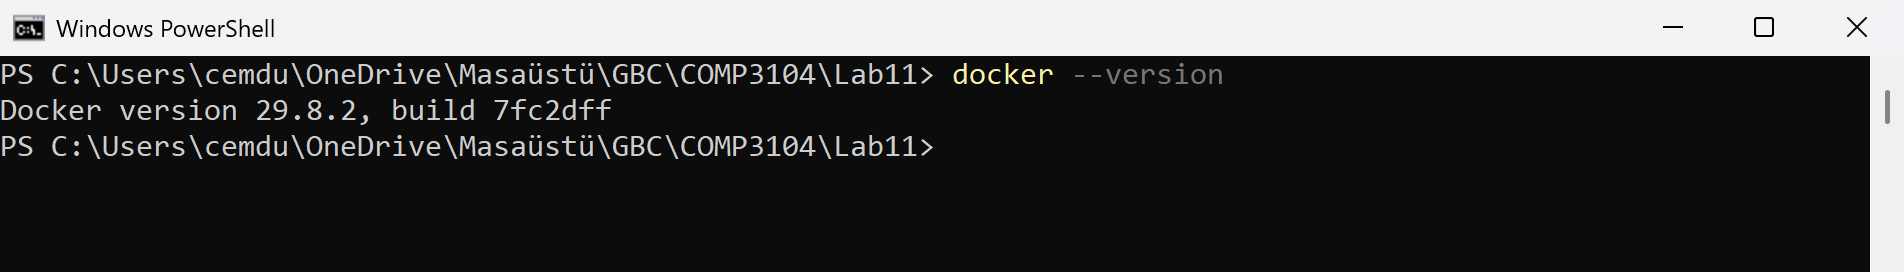 Windows PowerShell
PS C:\Users\cemdu\OneDrive\Masaüstü\GBC\COMP3104\Lab11> docker --version
Docker version 29.8.2, build 7fc2dff
PS C:\Users\cemdu\OneDrive\Masaüstü\GBC\COMP3104\Lab11>